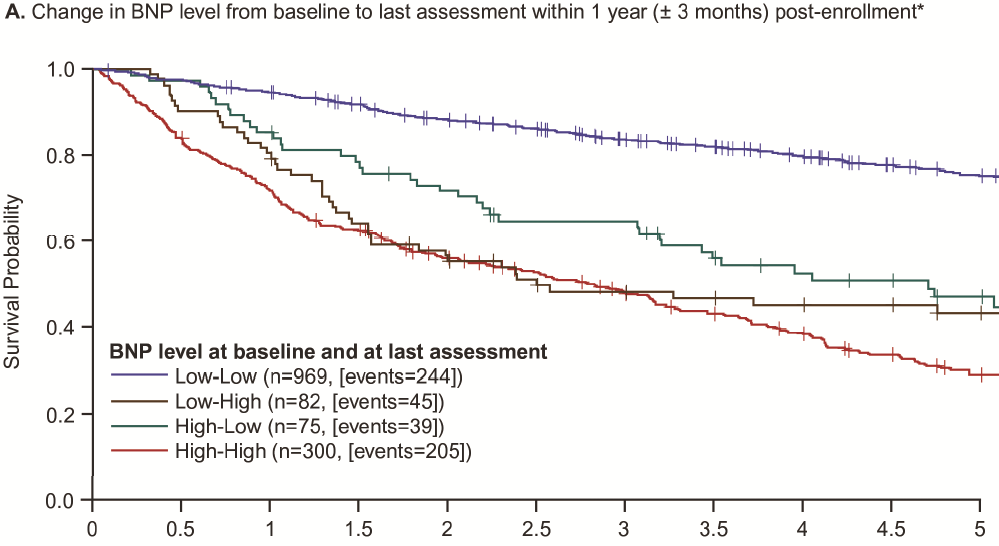 A. Change in BNP level from baseline to last assessment within 1 year (± 3 months) post-enrollment*
1.0
0.8
0.6
0.4
0.2
0.0
Survival Probability
BNP level at baseline and at last assessment
Low-Low (n=969, [events=244])
Low-High (n=82, [events=45])
High-Low (n=75, [events=39])
High-High (n=300, [events=205])
0 0.5 1 1.5 2 2.5 3 3.5 4 4.5 5